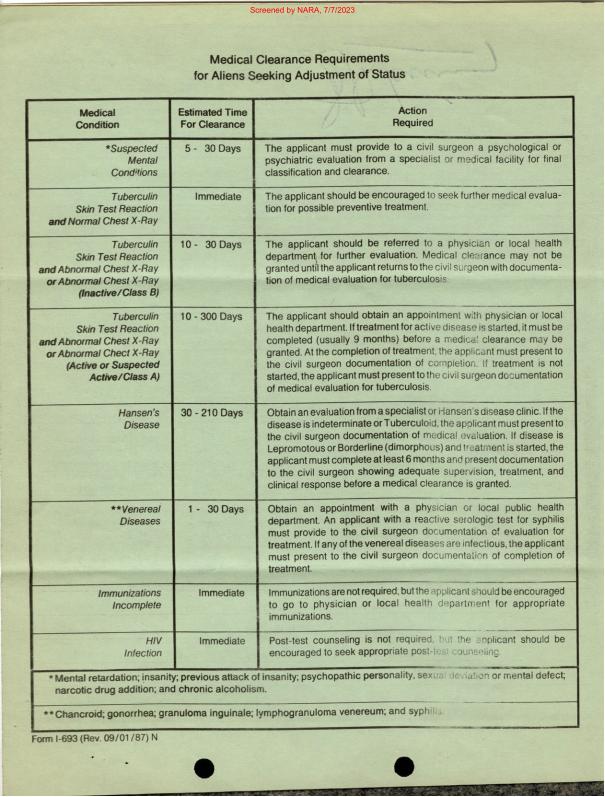 Screened by NARA, 7/7/2023
Medical Clearance Requirements
for Aliens Seeking Adjustment of Status
Medical
Condition
Estimated Time
For Clearance
Action
Required
*Suspected
Mental
Conditions
5 - 30 Days
The applicant must provide to a civil surgeon a psychological or
psychiatric evaluation from a specialist or medical facility for final
classification and clearance.
Tuberculin
Skin Test Reaction
and Normal Chest X-Ray
Immediate
The applicant should be encouraged to seek further medical evalua-
tion for possible preventive treatment.
Tuberculin
Skin Test Reaction
and Abnormal Chest X-Ray
or Abnormal Chest X-Ray
(Inactive/Class B)
10 - 30 Days
The applicant should be referred to a physician or local health
department for further evaluation. Medical clearance may not be
granted until the applicant returns to the civil surgeon with documenta-
tion of medical evaluation for tuberculosis.
Tuberculin
Skin Test Reaction
and Abnormal Chest X-Ray
or Abnormal Chect X-Ray
(Active or Suspected
Active/Class A)
10 - 300 Days
The applicant should obtain an appointment with physician or local
health department. If treatment for active disease is started, it must be
completed (usually 9 months) before a medical clearance may be
granted. At the completion of treatment, the applicant must present to
the civil surgeon documentation of completion. If treatment is not
started, the applicant must present to the civil surgeon documentation
of medical evaluation for tuberculosis.
Hansen's
Disease
30 - 210 Days
Obtain an evaluation from a specialist or Hansen's disease clinic. If the
disease is indeterminate or Tuberculoid, the applicant must present to
the civil surgeon documentation of medical evaluation. If disease is
Lepromotous or Borderline (dimorphous) and treatment is started, the
applicant must complete at least 6 months and present documentation
to the civil surgeon showing adequate supervision, treatment, and
clinical response before a medical clearance is granted.
**Venereal
Diseases
1 - 30 Days
Obtain an appointment with a physician or local public health
department. An applicant with a reactive serologic test for syphilis
must provide to the civil surgeon documentation of evaluation for
treatment. If any of the venereal diseases are infectious, the applicant
must present to the civil surgeon documentation of completion of
treatment.
Immunizations
Incomplete
Immediate
Immunizations are not required, but the applicant should be encouraged
to go to physician or local health department for appropriate
immunizations.
HIV
Infection
Immediate
Post-test counseling is not required, but the applicant should be
encouraged to seek appropriate post-test counseling.
* Mental retardation; insanity; previous attack of insanity; psychopathic personality, sexual deviation or mental defect;
narcotic drug addition; and chronic alcoholism.
** Chancroid; gonorrhea; granuloma inguinale; lymphogranuloma venereum; and syphilis.
Form I-693 (Rev. 09/01/87) N